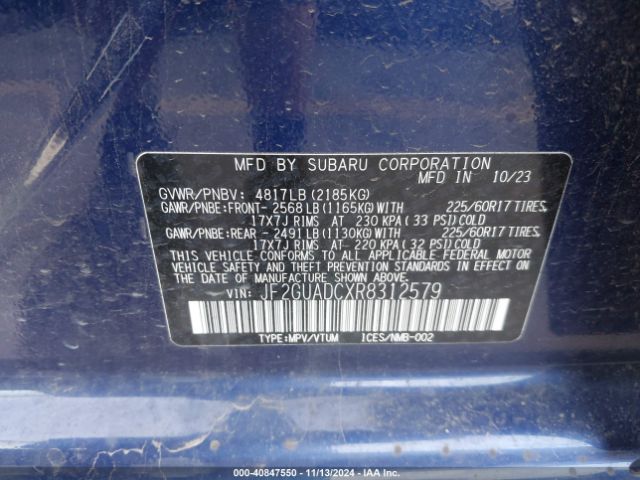 MFD BY SUBARU CORPORATION
MFD IN 10/23
GVWR/PNBV: 4817LB (2185KG)
GAWR/PNBE:FRONT- 2568LB (1165KG) WITH 225/60R17 TIRES,
17X7J RIMS AT 230 KPA (33 PSI) COLD
GAWR/PNBE:REAR - 2491LB (1130KG) WITH 225/60R17 TIRES,
17X7J RIMS AT 220 KPA (32 PSI) COLD
THIS VEHICLE CONFORMS TO ALL APPLICABLE FEDERAL MOTOR
VEHICLE SAFETY AND THEFT PREVENTION STANDARDS IN EFFECT
ON THE DATE OF MANUFACTURE SHOWN ABOVE.
VIN: JF2GUADCXR8312579
TYPE:MPV/VTUM ICES/NMB-002
000-40847550 - 11/13/2024 - IAA Inc.